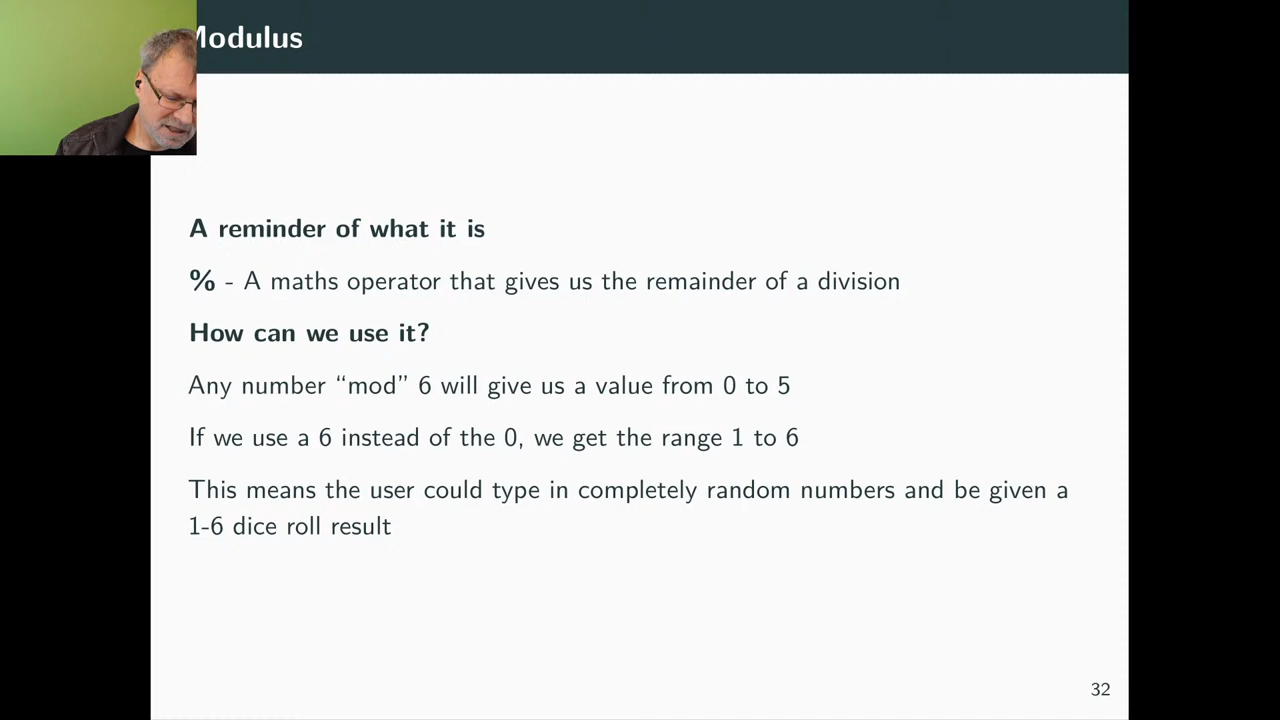 Modulus
A reminder of what it is
% - A maths operator that gives us the remainder of a division
How can we use it?
Any number “mod” 6 will give us a value from 0 to 5
If we use a 6 instead of the 0, we get the range 1 to 6
This means the user could type in completely random numbers and be given a
1-6 dice roll result
32